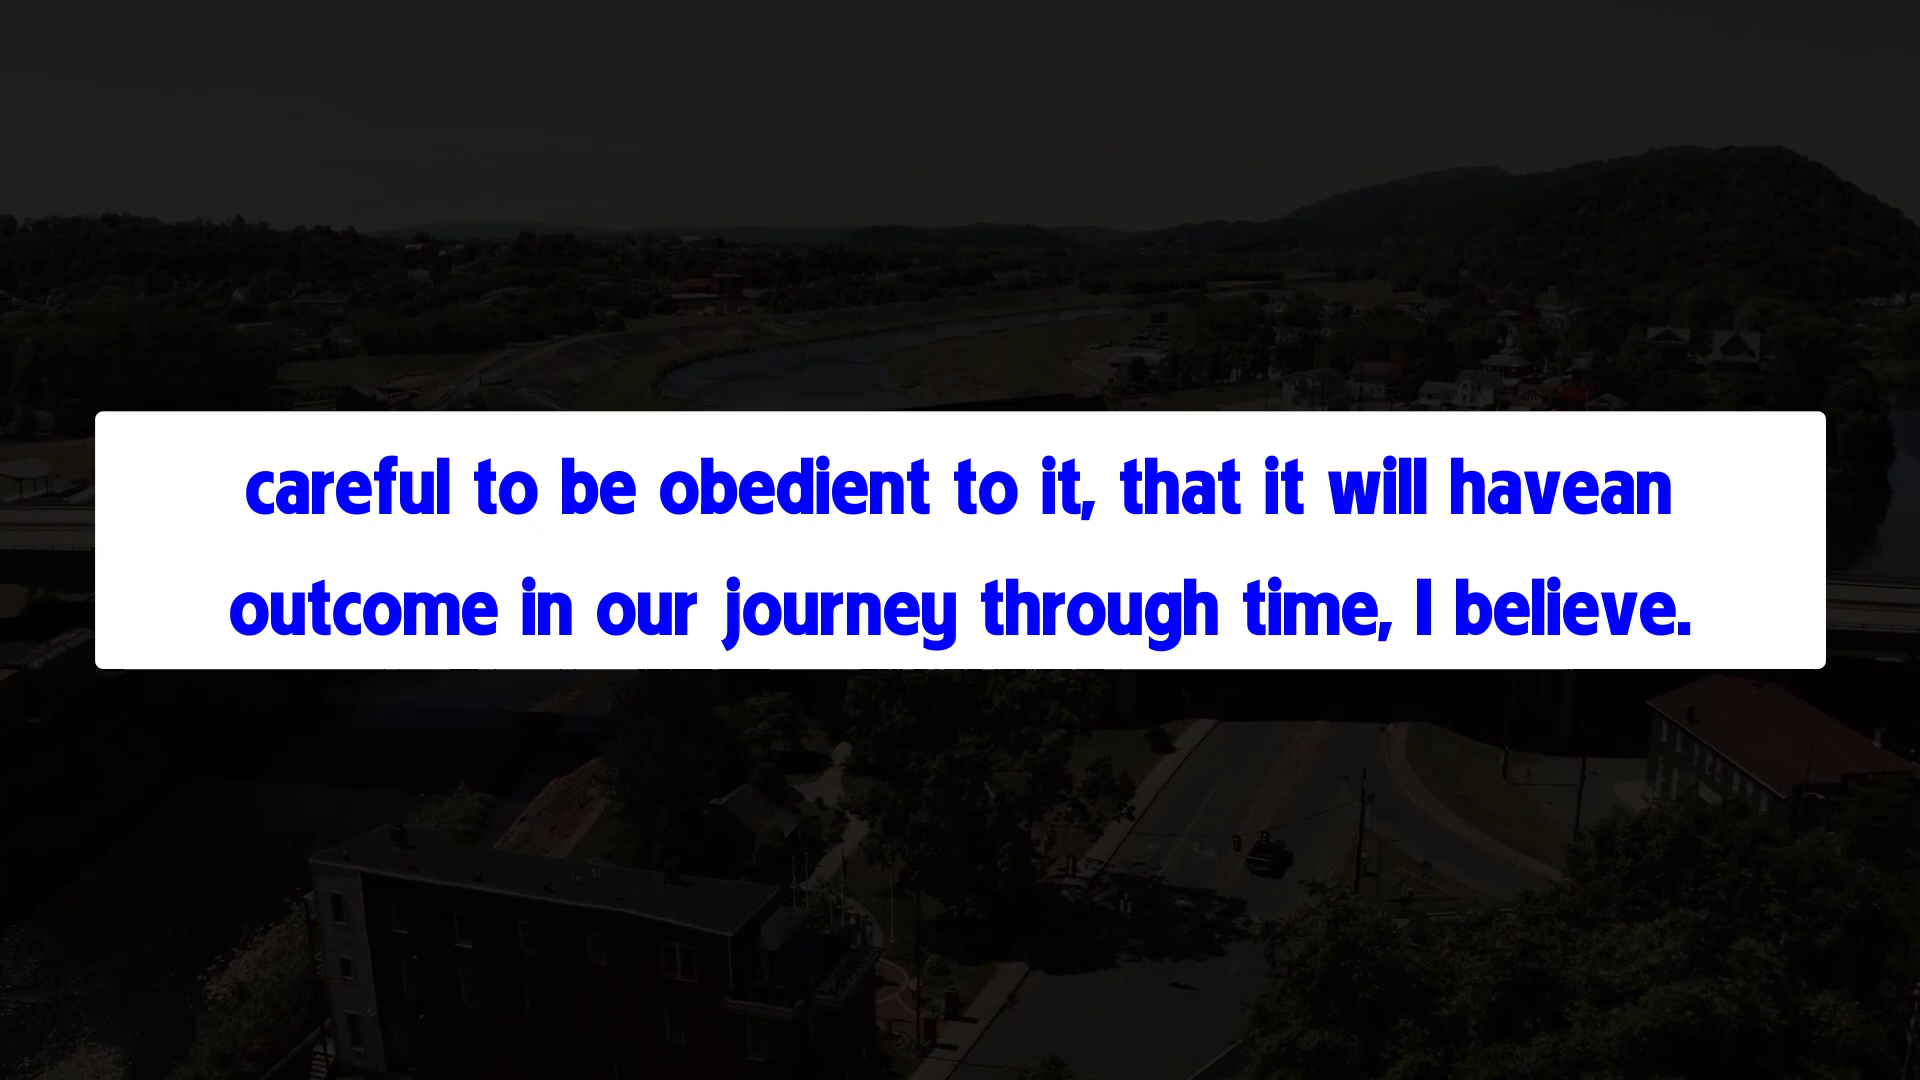 careful to be obedient to it, that it will havean
outcome in our journey through time, I believe.